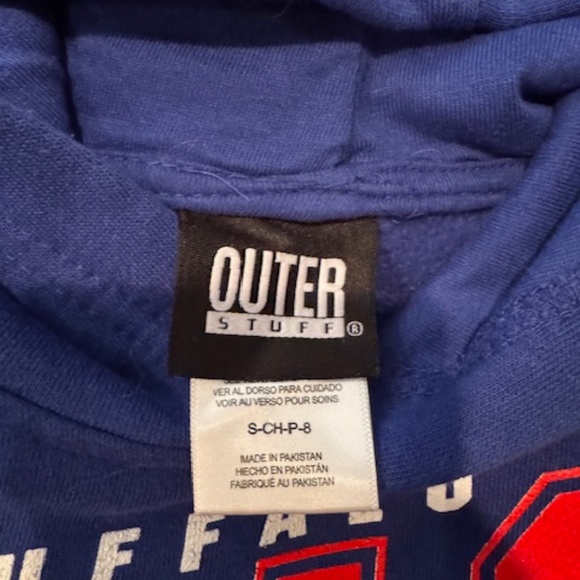 OUTER
STUFF®
VER AL DORSO PARA CUIDADO
VOIR AU VERSO POUR SOINS
S-CH-P-8
MADE IN PAKISTAN
HECHO EN PAKISTÁN
FABRIQUÉ AU PAKISTAN
UFFALO